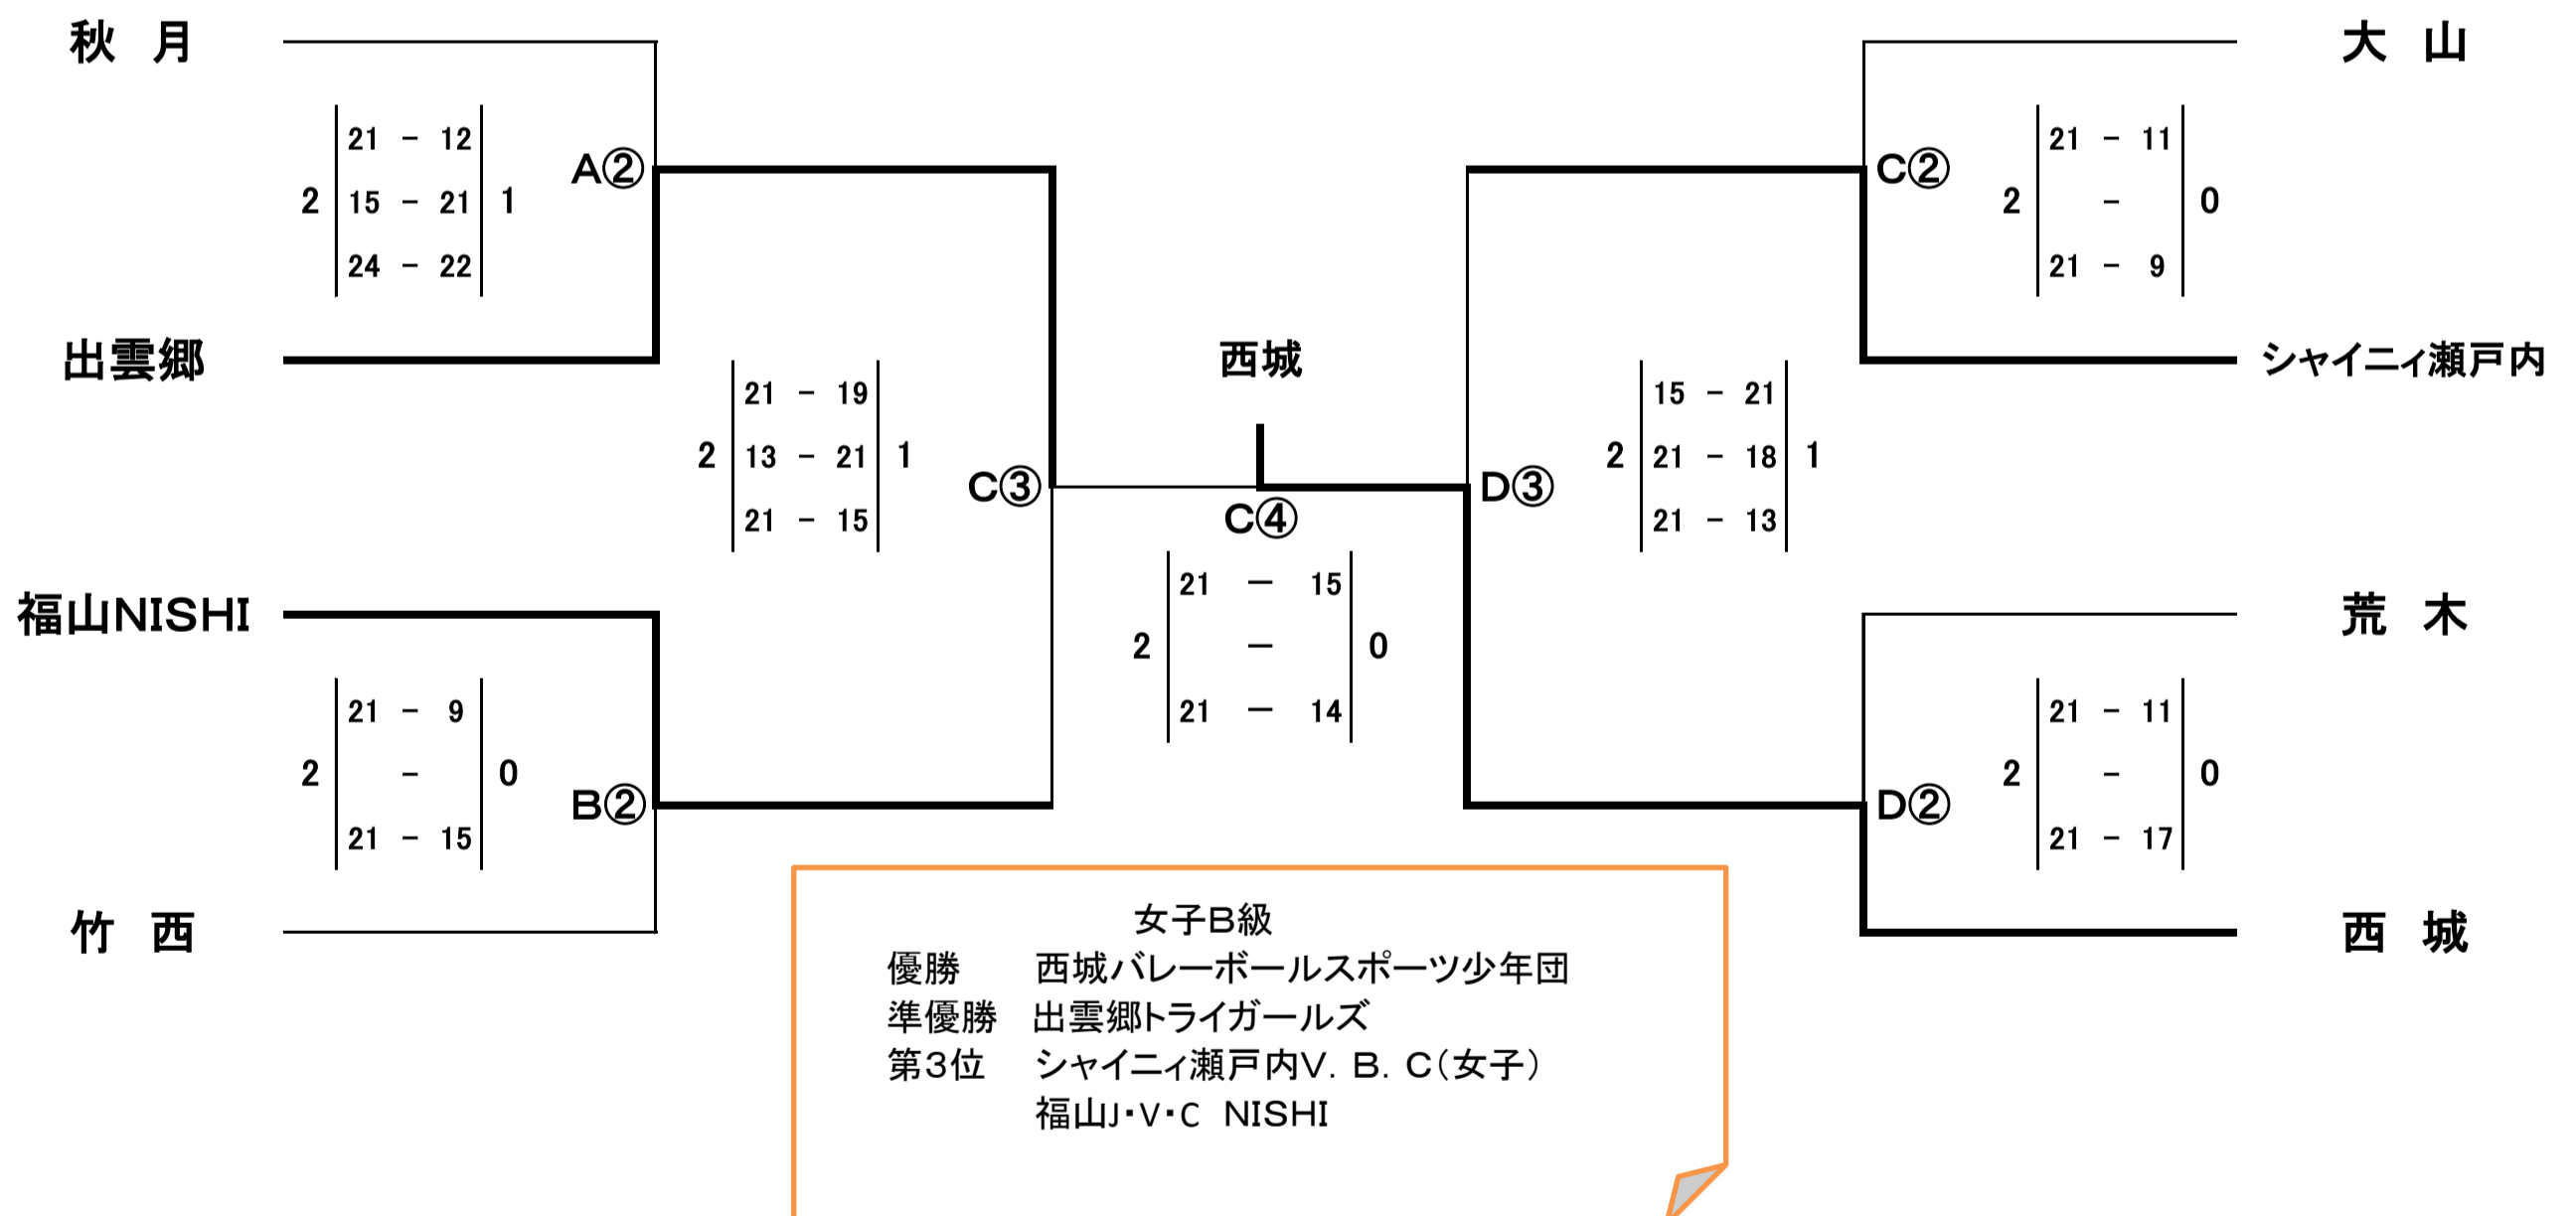 秋 月
大 山
21 - 12
21 - 11
A②
C②
2 15 - 21 1
2 - 0
24 - 22
21 - 9
出雲郷
西城
シャイニィ瀬戸内
21 - 19
15 - 21
2 13 - 21 1
2 21 - 18 1
C③
D③
21 - 15
C④
21 - 13
21 － 15
福山NISHI
荒 木
2 － 0
21 - 9
21 － 14
21 - 11
2 - 0
2 - 0
B②
D②
21 - 15
21 - 17
竹 西
西 城
女子B級
優勝 西城バレーボールスポーツ少年団
準優勝 出雲郷トライガールズ
第3位 シャイニィ瀬戸内V．B．C（女子）
福山J・V・C NISHI